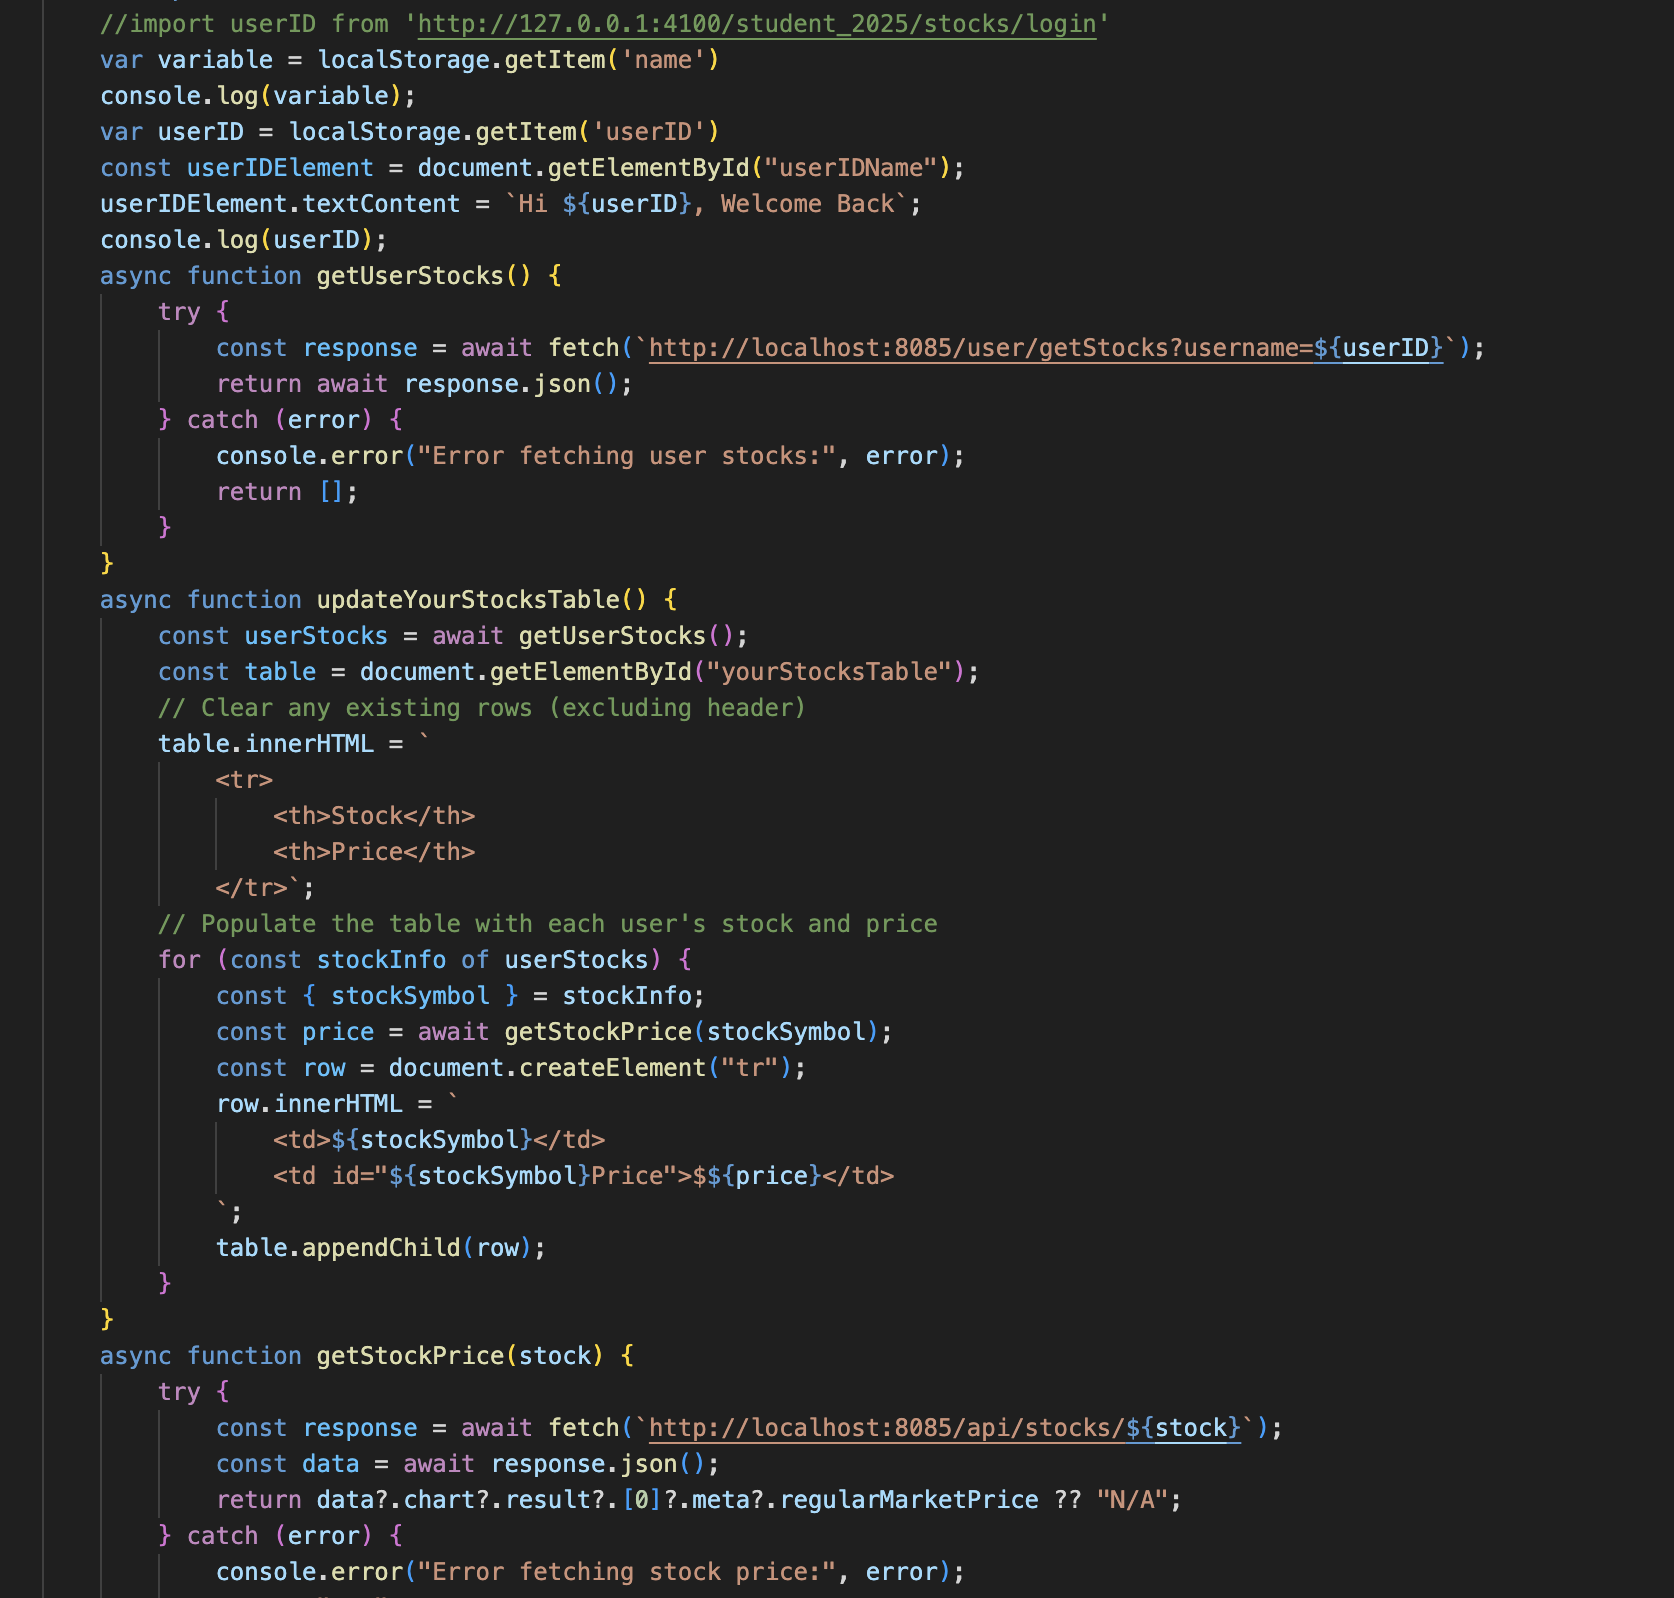 //import userID from 'http://127.0.0.1:4100/student_2025/stocks/login'
var variable = localStorage.getItem('name')
console.log(variable);
var userID = localStorage.getItem('userID')
const userIDElement = document.getElementById("userIDName");
userIDElement.textContent = `Hi ${userID}, Welcome Back`;
console.log(userID);
async function getUserStocks() {
    try {
        const response = await fetch(`http://localhost:8085/user/getStocks?username=${userID}`);
        return await response.json();
    } catch (error) {
        console.error("Error fetching user stocks:", error);
        return [];
    }
}
async function updateYourStocksTable() {
    const userStocks = await getUserStocks();
    const table = document.getElementById("yourStocksTable");
    // Clear any existing rows (excluding header)
    table.innerHTML = `
        <tr>
            <th>Stock</th>
            <th>Price</th>
        </tr>`;
    // Populate the table with each user's stock and price
    for (const stockInfo of userStocks) {
        const { stockSymbol } = stockInfo;
        const price = await getStockPrice(stockSymbol);
        const row = document.createElement("tr");
        row.innerHTML = `
            <td>${stockSymbol}</td>
            <td id="${stockSymbol}Price">$${price}</td>
        `;
        table.appendChild(row);
    }
}
async function getStockPrice(stock) {
    try {
        const response = await fetch(`http://localhost:8085/api/stocks/${stock}`);
        const data = await response.json();
        return data?.chart?.result?.[0]?.meta?.regularMarketPrice ?? "N/A";
    } catch (error) {
        console.error("Error fetching stock price:", error);